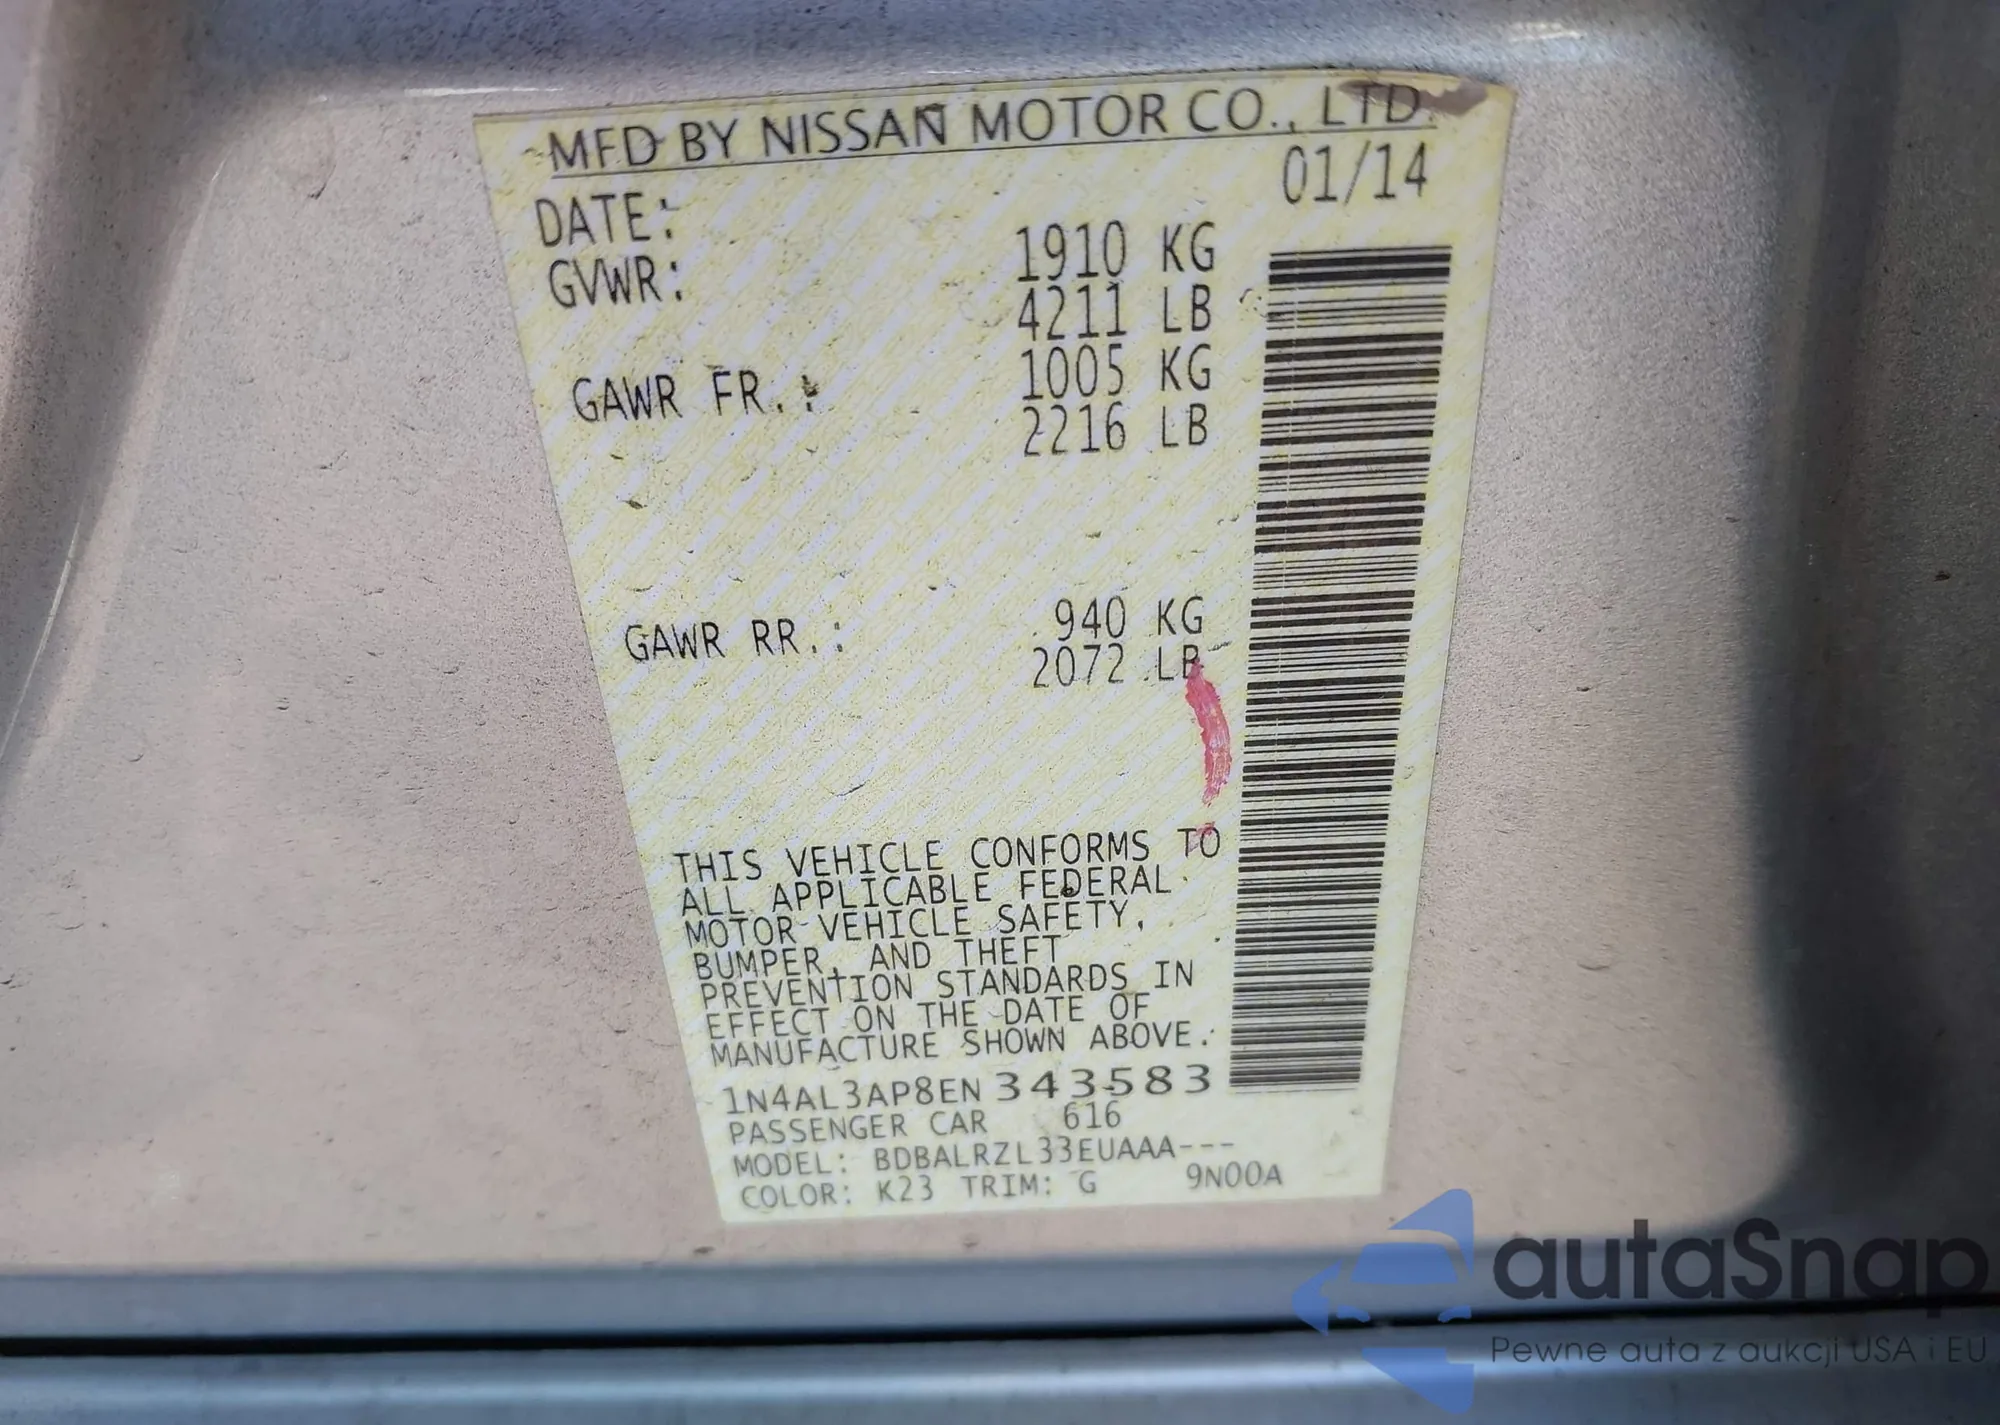 MFD BY NISSAN MOTOR CO., LTD.
DATE: 01/14
GVWR: 1910 KG
4211 LB
GAWR FR.: 1005 KG
2216 LB
GAWR RR.: 940 KG
2072 LB
THIS VEHICLE CONFORMS TO
ALL APPLICABLE FEDERAL
MOTOR VEHICLE SAFETY,
BUMPER, AND THEFT
PREVENTION STANDARDS IN
EFFECT ON THE DATE OF
MANUFACTURE SHOWN ABOVE.
1N4AL3AP8EN343583
PASSENGER CAR 616
MODEL: BDBALRZL33EUAAA---
COLOR: K23 TRIM: G 9N00A
autaSnap
Pewne auta z aukcji USA i EU